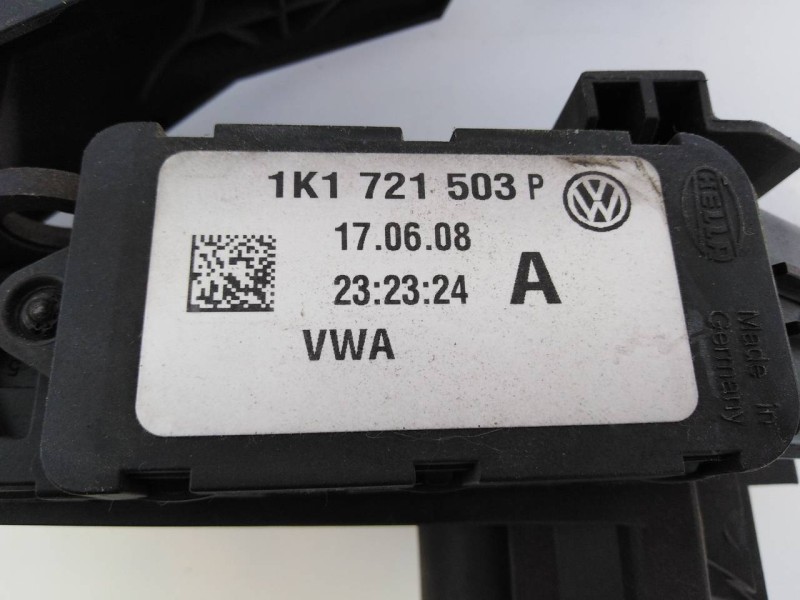 1K1 721 503 P
17.06.08
23:23:24 A
VWA
HELLA
Made in
Germany